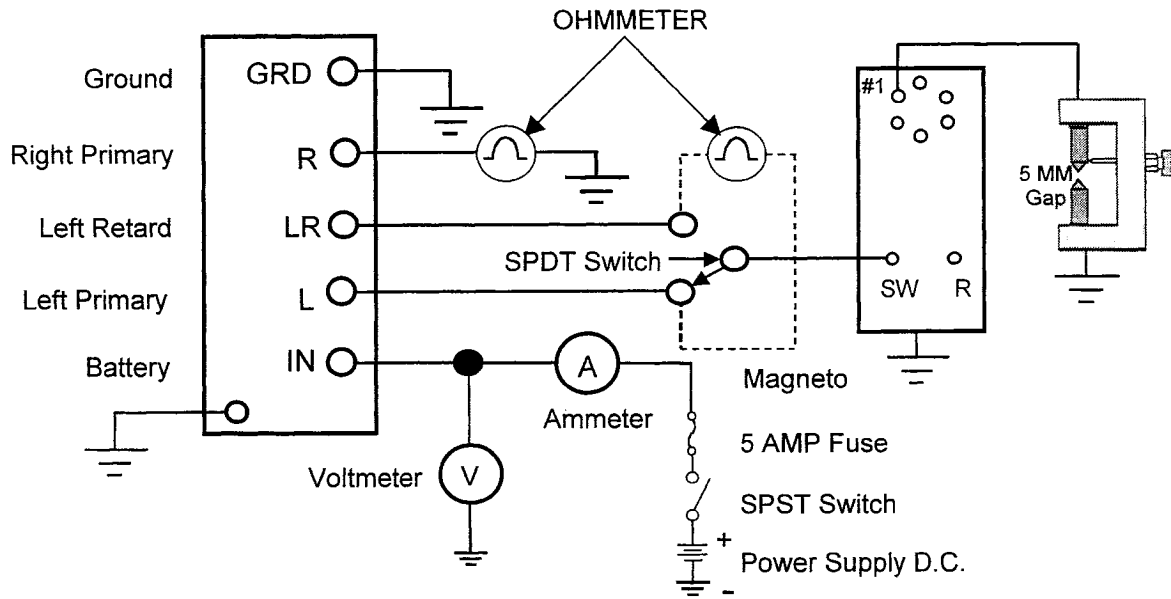 OHMMETER
Ground
GRD
#1
Right Primary
R
5 MM
Gap
Left Retard
LR
SPDT Switch
SW
R
Left Primary
L
Battery
IN
A
Magneto
Ammeter
5 AMP Fuse
Voltmeter
V
SPST Switch
+
Power Supply D.C.
-